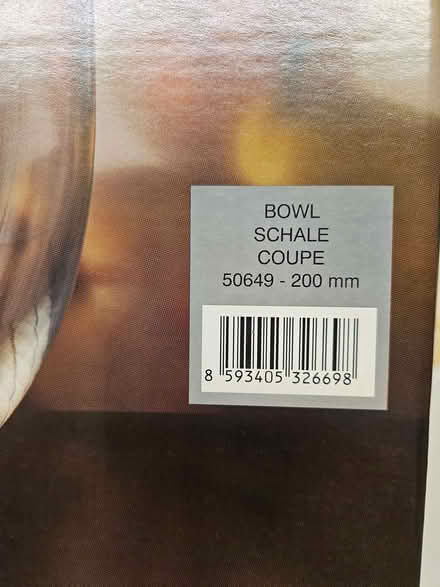 BOWL
SCHALE
COUPE
50649 - 200 mm
8 593405 326698